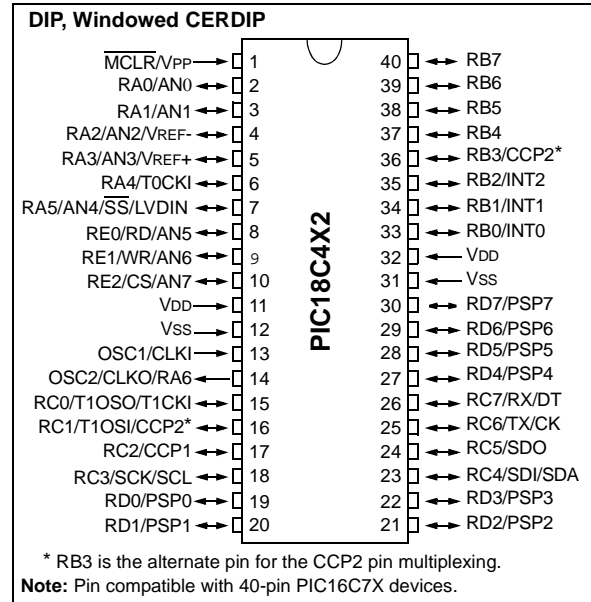 DIP, Windowed CERDIP
MCLR/VPP 1 40 RB7
RA0/AN0 2 39 RB6
RA1/AN1 3 38 RB5
RA2/AN2/VREF- 4 37 RB4
RA3/AN3/VREF+ 5 36 RB3/CCP2*
RA4/T0CKI 6 35 RB2/INT2
RA5/AN4/SS/LVDIN 7 34 RB1/INT1
RE0/RD/AN5 8 33 RB0/INT0
RE1/WR/AN6 9 32 VDD
RE2/CS/AN7 10 31 VSS
VDD 11 30 RD7/PSP7
VSS 12 29 RD6/PSP6
OSC1/CLKI 13 28 RD5/PSP5
OSC2/CLKO/RA6 14 27 RD4/PSP4
RC0/T1OSO/T1CKI 15 26 RC7/RX/DT
RC1/T1OSI/CCP2* 16 25 RC6/TX/CK
RC2/CCP1 17 24 RC5/SDO
RC3/SCK/SCL 18 23 RC4/SDI/SDA
RD0/PSP0 19 22 RD3/PSP3
RD1/PSP1 20 21 RD2/PSP2
PIC18C4X2
* RB3 is the alternate pin for the CCP2 pin multiplexing.
Note: Pin compatible with 40-pin PIC16C7X devices.